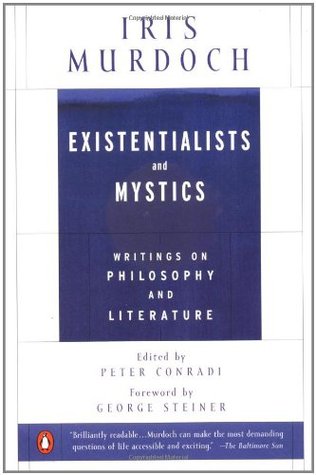 IRIS
MURDOCH
EXISTENTIALISTS
and
MYSTICS
WRITINGS ON
PHILOSOPHY
AND
LITERATURE
Edited by
PETER CONRADI
Foreword by
GEORGE STEINER
"Brilliantly readable...Murdoch can make the most demanding
questions of life accessible and exciting." —The Baltimore Sun